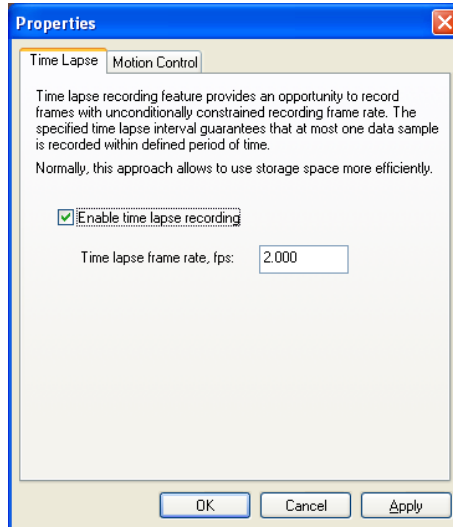 Properties
Time Lapse
Motion Control
Time lapse recording feature provides an opportunity to record
frames with unconditionally constrained recording frame rate. The
specified time lapse interval guarantees that at most one data sample
is recorded within defined period of time.
Normally, this approach allows to use storage space more efficiently.
Enable time lapse recording
Time lapse frame rate, fps: 2.000
OK Cancel Apply